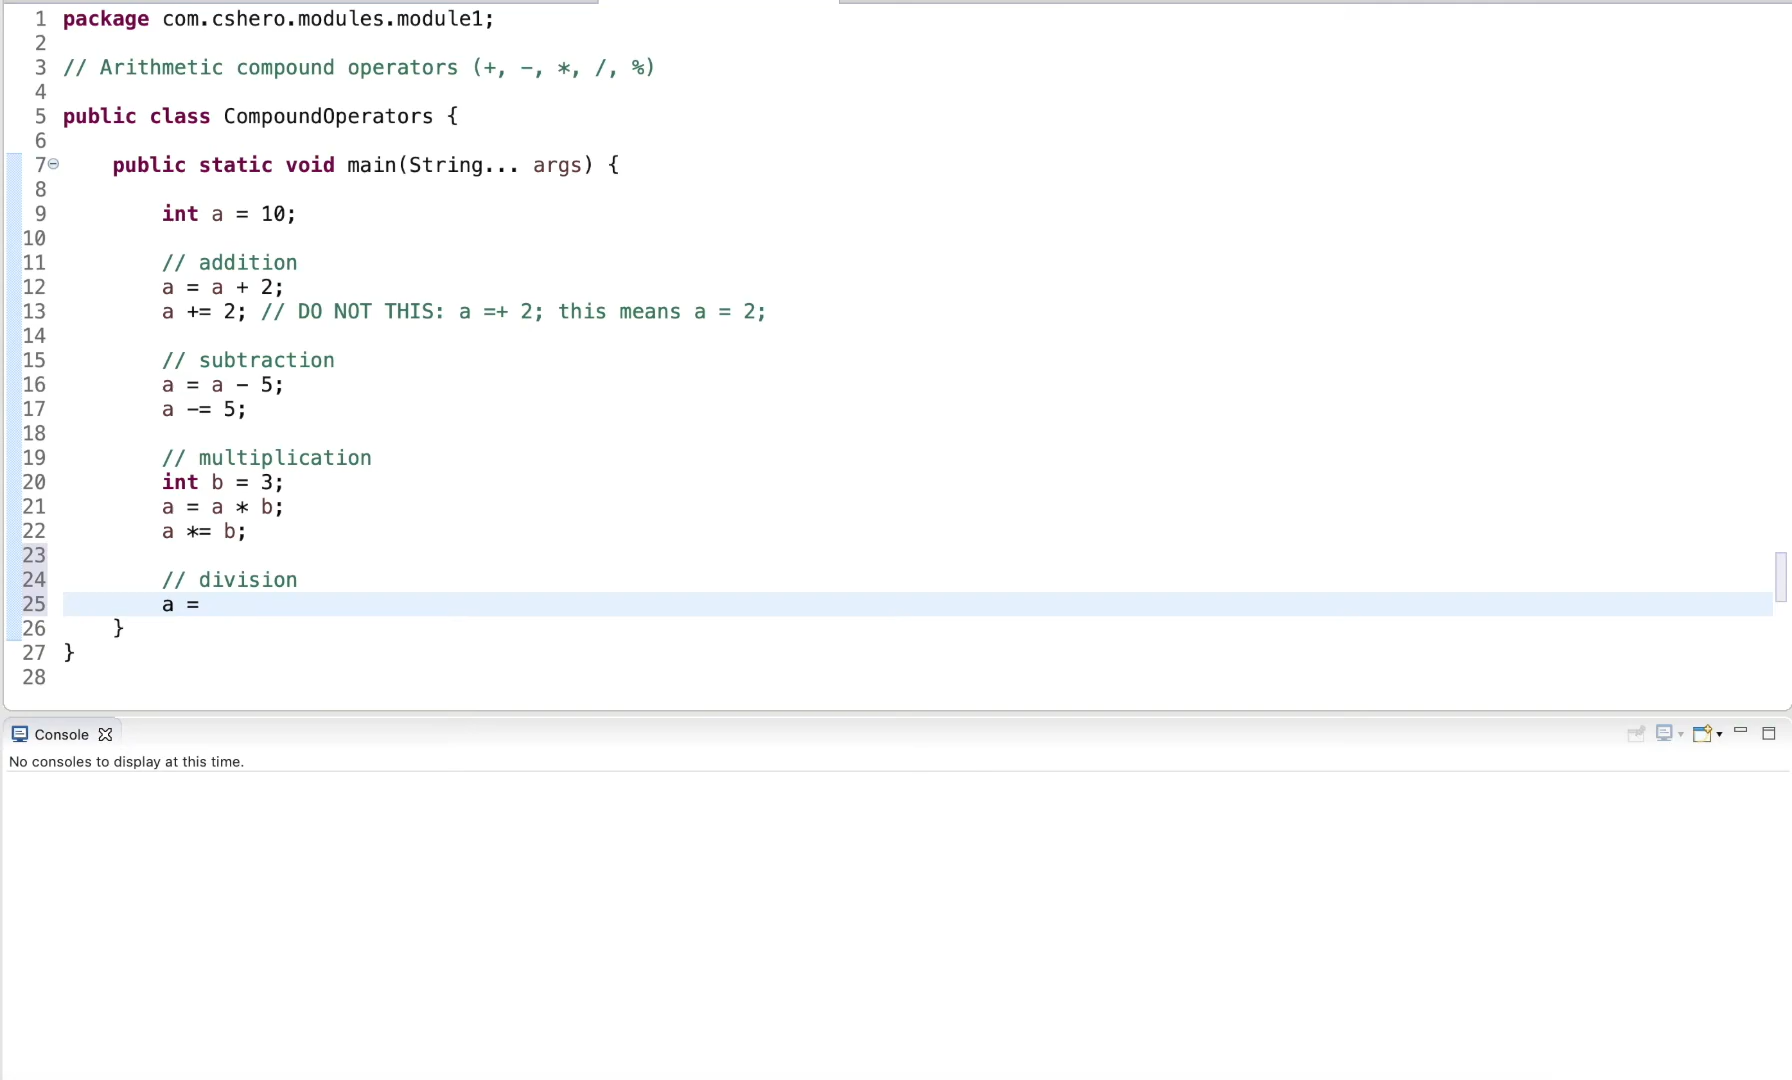 1 package com.cshero.modules.module1;
2
3 // Arithmetic compound operators (+, -, *, /, %)
4
5 public class CompoundOperators {
6
7 public static void main(String... args) {
8
9 int a = 10;
10
11 // addition
12 a = a + 2;
13 a += 2; // DO NOT THIS: a =+ 2; this means a = 2;
14
15 // subtraction
16 a = a - 5;
17 a -= 5;
18
19 // multiplication
20 int b = 3;
21 a = a * b;
22 a *= b;
23
24 // division
25 a =
26 }
27 }
28
Console
No consoles to display at this time.